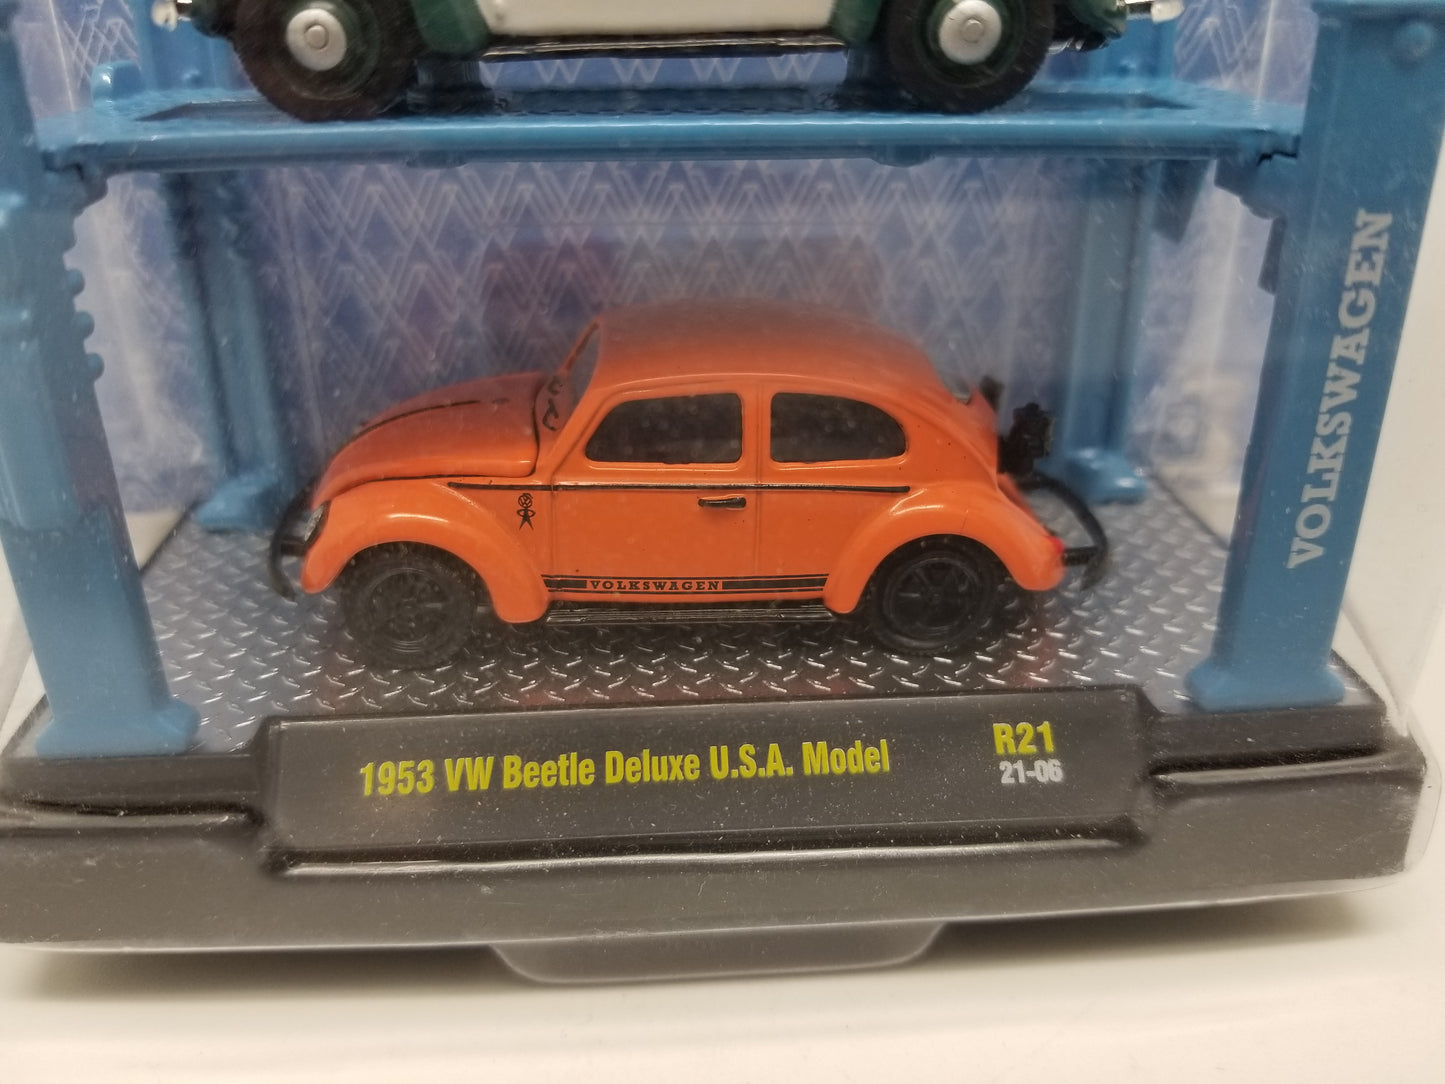 VOLKSWAGEN
VOLKSWAGEN
1953 VW Beetle Deluxe U.S.A. Model
R21
21-06